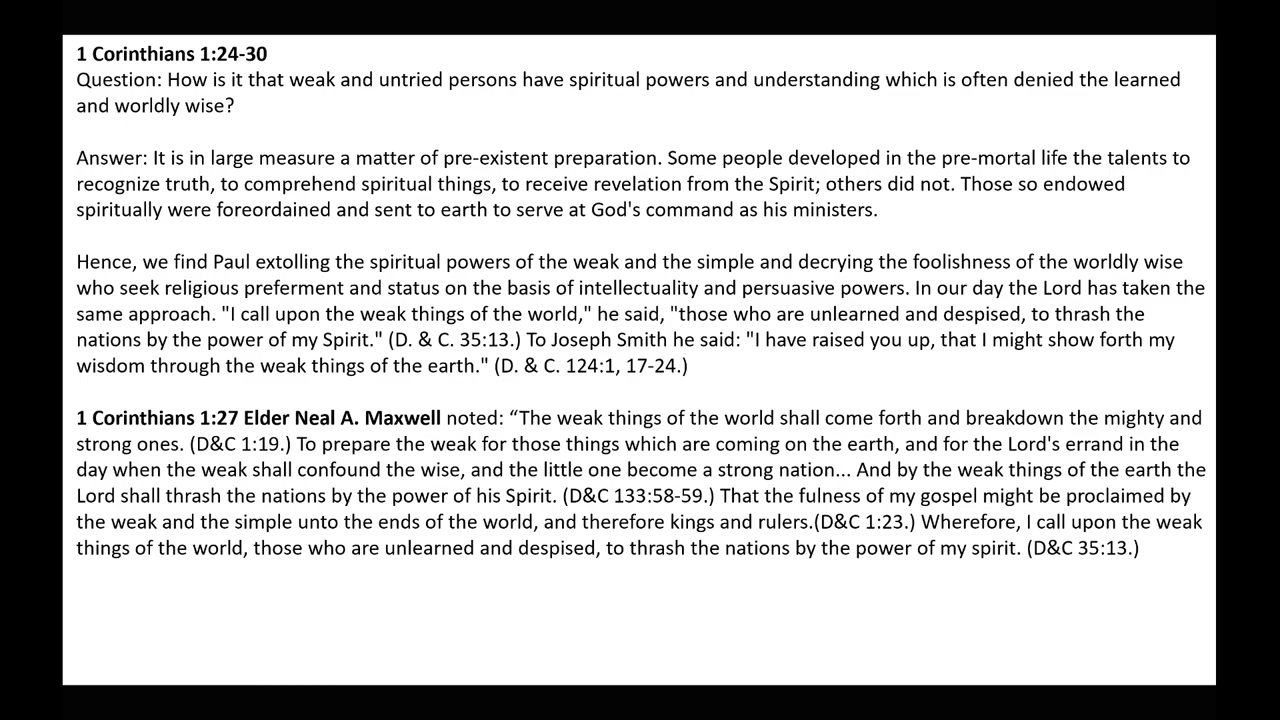 1 Corinthians 1:24-30
Question: How is it that weak and untried persons have spiritual powers and understanding which is often denied the learned
and worldly wise?
Answer: It is in large measure a matter of pre-existent preparation. Some people developed in the pre-mortal life the talents to
recognize truth, to comprehend spiritual things, to receive revelation from the Spirit; others did not. Those so endowed
spiritually were foreordained and sent to earth to serve at God's command as his ministers.
Hence, we find Paul extolling the spiritual powers of the weak and the simple and decrying the foolishness of the worldly wise
who seek religious preferment and status on the basis of intellectuality and persuasive powers. In our day the Lord has taken the
same approach. "I call upon the weak things of the world," he said, "those who are unlearned and despised, to thrash the
nations by the power of my Spirit." (D. & C. 35:13.) To Joseph Smith he said: "I have raised you up, that I might show forth my
wisdom through the weak things of the earth." (D. & C. 124:1, 17-24.)
1 Corinthians 1:27 Elder Neal A. Maxwell noted: “The weak things of the world shall come forth and breakdown the mighty and
strong ones. (D&C 1:19.) To prepare the weak for those things which are coming on the earth, and for the Lord's errand in the
day when the weak shall confound the wise, and the little one become a strong nation... And by the weak things of the earth the
Lord shall thrash the nations by the power of his Spirit. (D&C 133:58-59.) That the fulness of my gospel might be proclaimed by
the weak and the simple unto the ends of the world, and therefore kings and rulers.(D&C 1:23.) Wherefore, I call upon the weak
things of the world, those who are unlearned and despised, to thrash the nations by the power of my spirit. (D&C 35:13.)